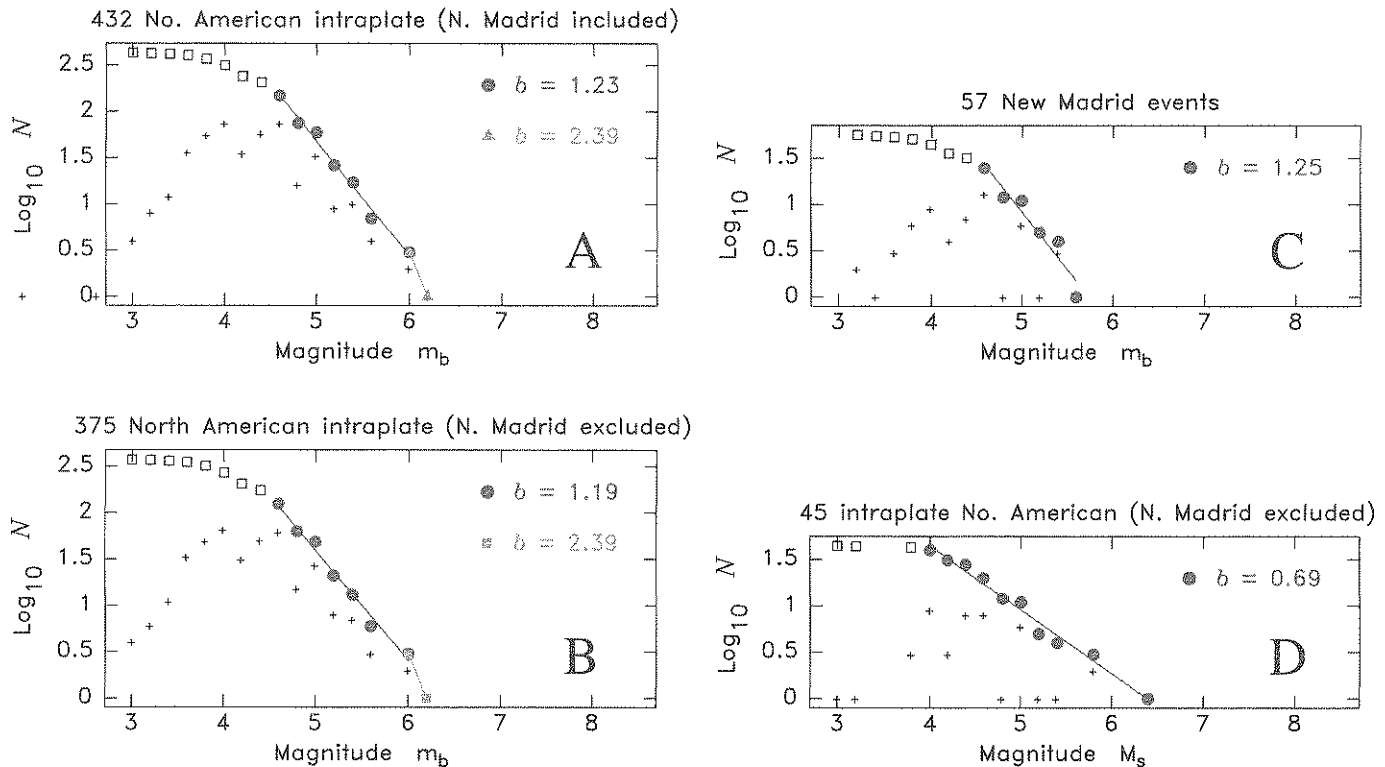 432 No. American intraplate (N. Madrid included)
Log10 N
2.5
2
1.5
1
0.5
0
b = 1.23
b = 2.39
A
3 4 5 6 7 8
Magnitude mb
57 New Madrid events
Log10 N
1.5
1
0.5
0
b = 1.25
C
3 4 5 6 7 8
Magnitude mb
375 North American intraplate (N. Madrid excluded)
Log10 N
2.5
2
1.5
1
0.5
0
b = 1.19
b = 2.39
B
3 4 5 6 7 8
Magnitude mb
45 intraplate No. American (N. Madrid excluded)
Log10 N
1.5
1
0.5
0
b = 0.69
D
3 4 5 6 7 8
Magnitude Ms